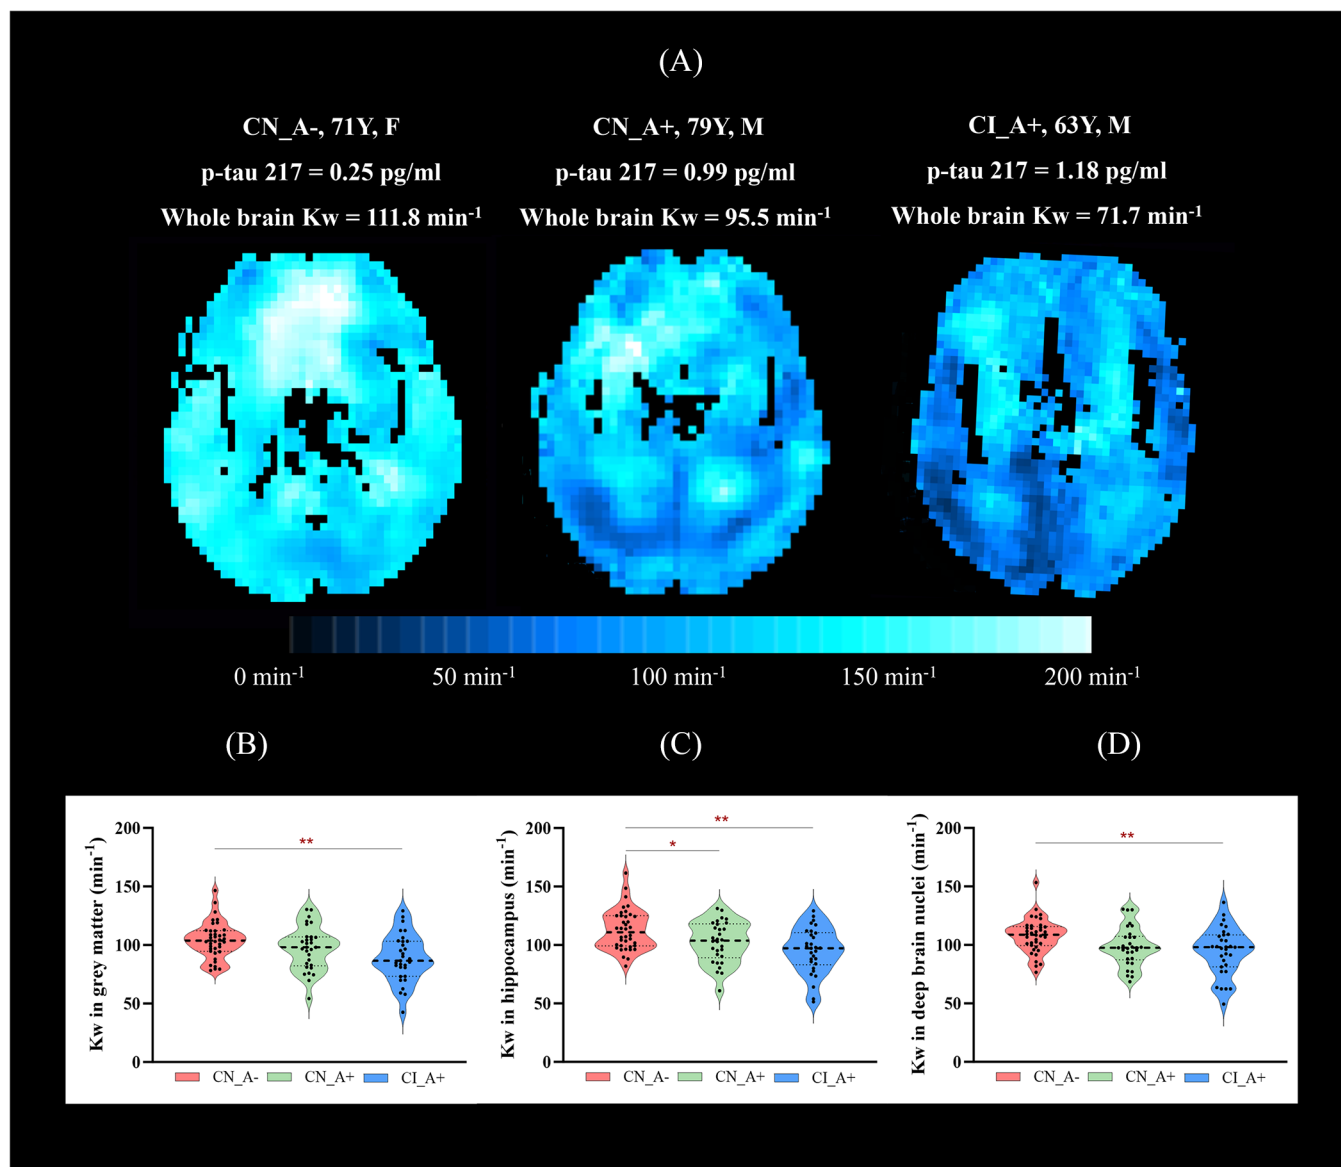 (A)
CN_A-, 71Y, F
p-tau 217 = 0.25 pg/ml
Whole brain Kw = 111.8 min⁻¹
CN_A+, 79Y, M
p-tau 217 = 0.99 pg/ml
Whole brain Kw = 95.5 min⁻¹
CI_A+, 63Y, M
p-tau 217 = 1.18 pg/ml
Whole brain Kw = 71.7 min⁻¹
0 min⁻¹ 50 min⁻¹ 100 min⁻¹ 150 min⁻¹ 200 min⁻¹
(B)
Kw in grey matter (min⁻¹)
200
150
100
50
0
**
CN_A- CN_A+ CI_A+
(C)
Kw in hippocampus (min⁻¹)
200
150
100
50
0
**
*
CN_A- CN_A+ CI_A+
(D)
Kw in deep brain nuclei (min⁻¹)
200
150
100
50
0
**
CN_A- CN_A+ CI_A+